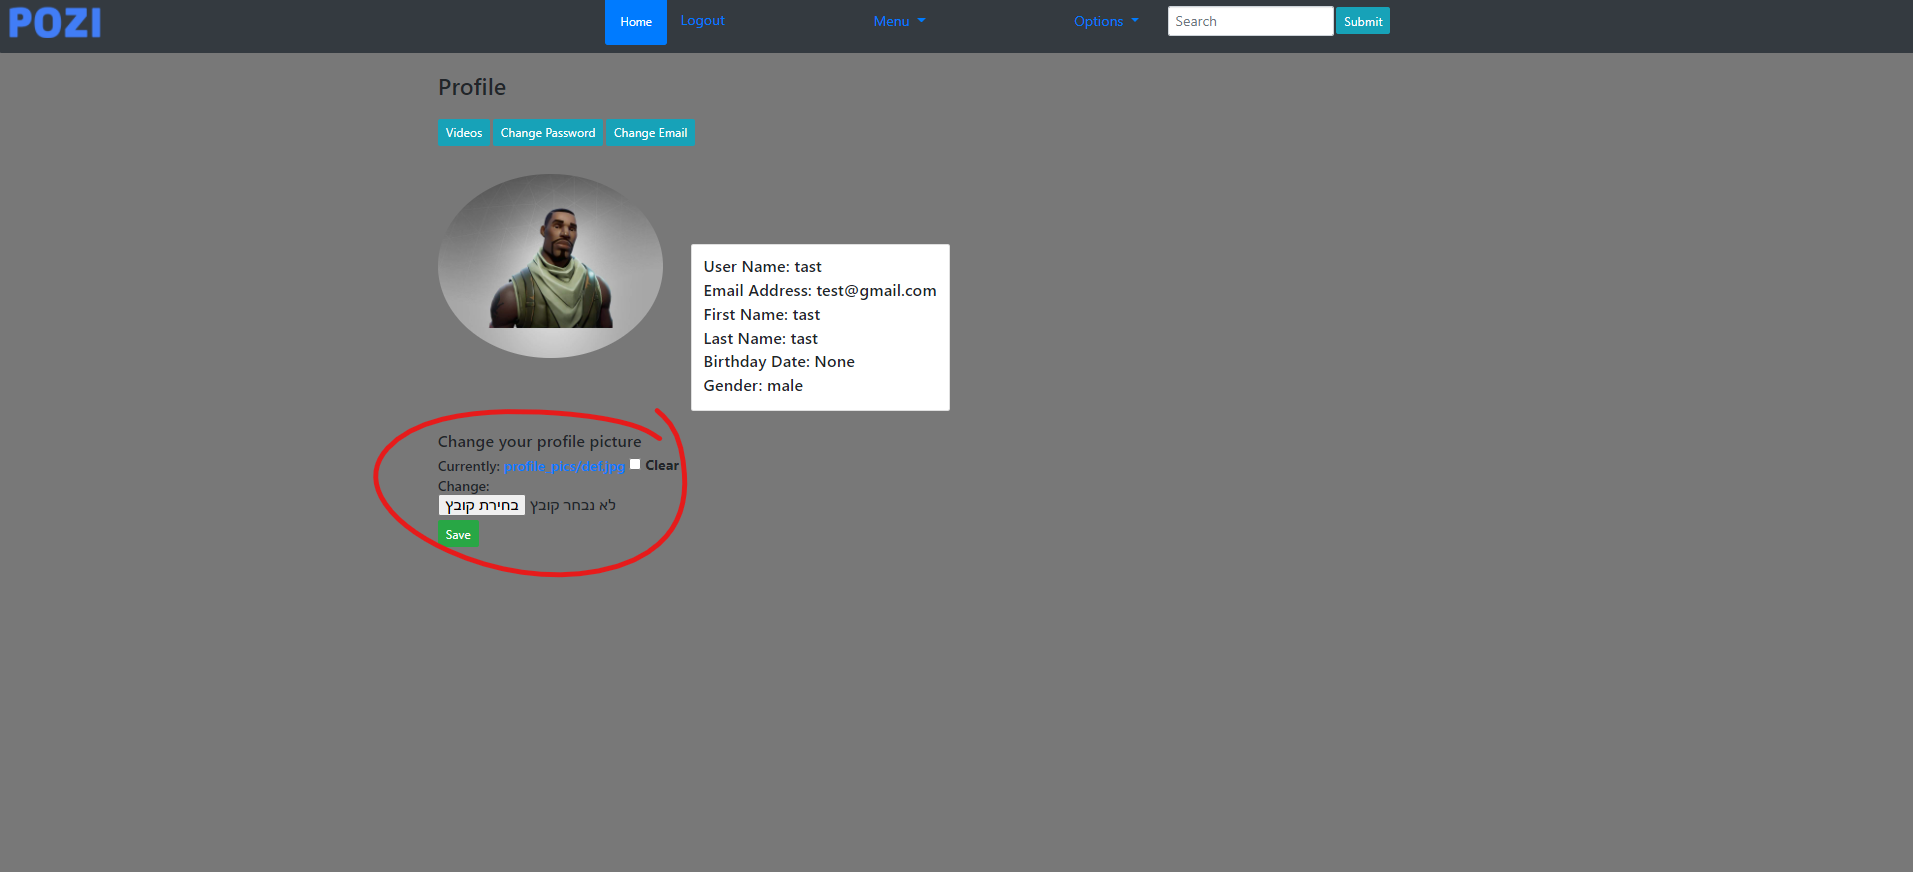 POZI
Home
Logout
Menu
Options
Search
Submit
Profile
Videos
Change Password
Change Email
User Name: tast
Email Address: test@gmail.com
First Name: tast
Last Name: tast
Birthday Date: None
Gender: male
Change your profile picture
Currently: profile_pics/def.jpg Clear
Change:
בחירת קובץ לא נבחר קובץ
Save